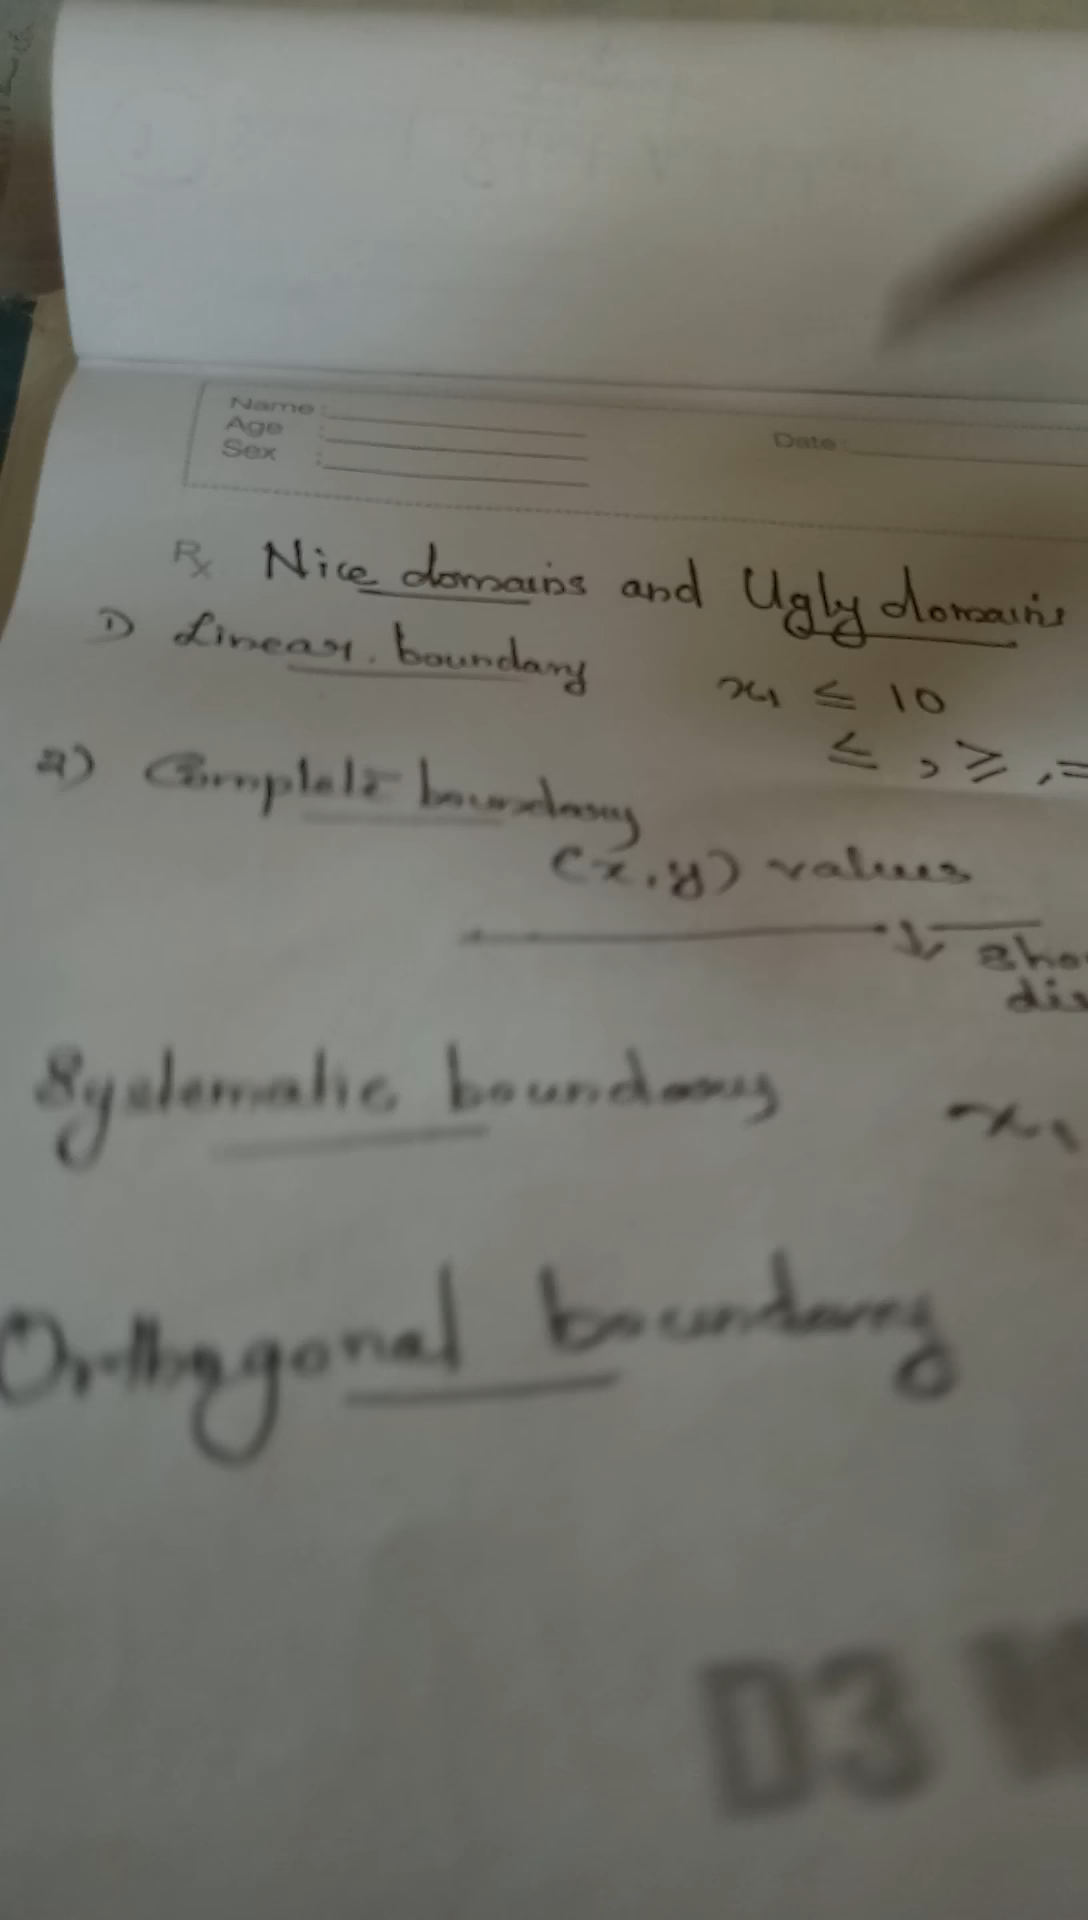 Name :
Age :
Sex :
Date :
Rx Nice domains and Ugly domains
1) Linear boundary
x1 ≤ 10
≤ , ≥ , =
2) Complete boundary
(x, y) values
Systematic boundary
x1
Orthogonal boundary
D3